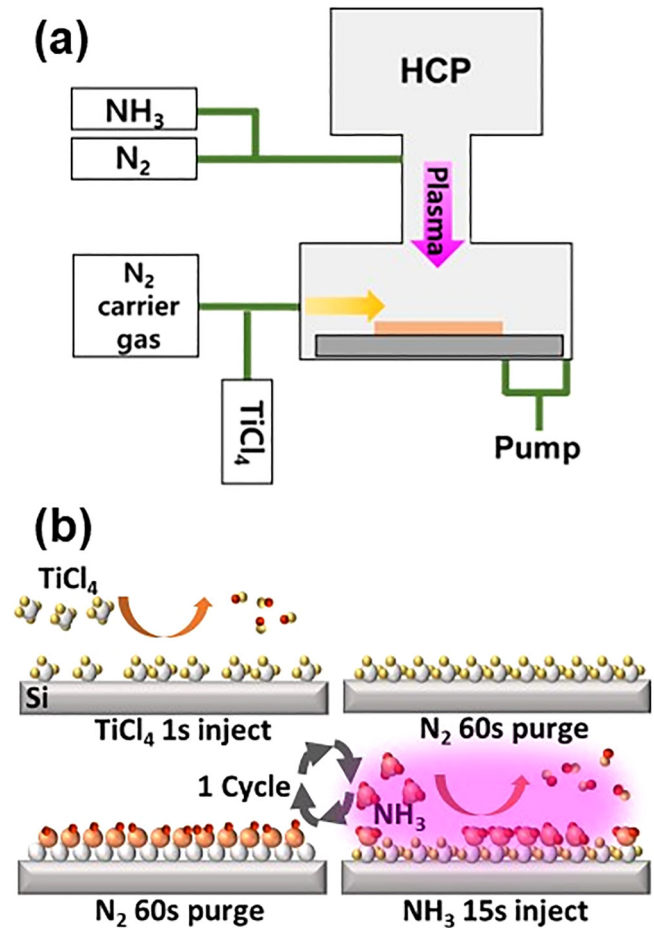 (a)
HCP
NH₃
N₂
Plasma
N₂
carrier
gas
TiCl₄
Pump
(b)
TiCl₄
Si
TiCl₄ 1s inject
N₂ 60s purge
1 Cycle
NH₃
N₂ 60s purge
NH₃ 15s inject